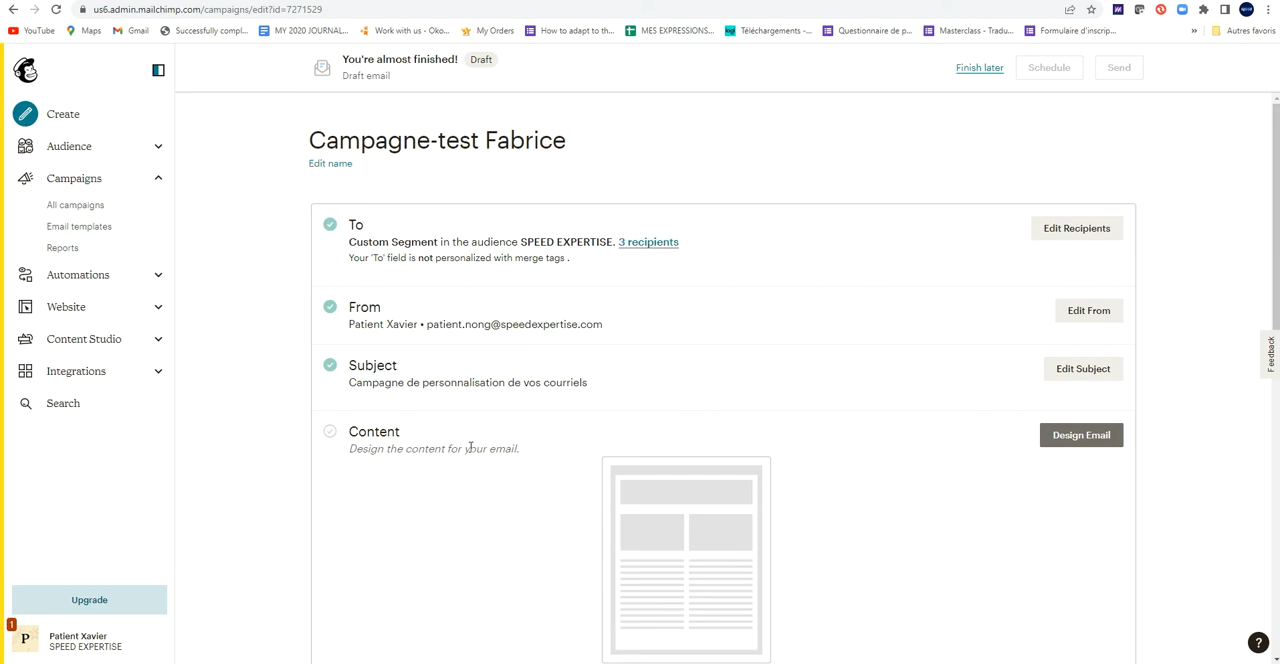 us6.admin.mailchimp.com/campaigns/edit?id=7271529
YouTube
Maps
Gmail
Successfully compl...
MY 2020 JOURNAL...
Work with us - Oko...
My Orders
How to adapt to th...
MES EXPRESSIONS...
Téléchargements -...
Questionnaire de p...
Masterclass - Tradu...
Formulaire d'inscrip...
»
Autres favoris
You're almost finished!
Draft
Draft email
Finish later
Schedule
Send
Create
Audience
Campaigns
All campaigns
Email templates
Reports
Automations
Website
Content Studio
Integrations
Search
Campagne-test Fabrice
Edit name
To
Custom Segment in the audience SPEED EXPERTISE. 3 recipients
Your 'To' field is not personalized with merge tags .
Edit Recipients
From
Patient Xavier • patient.nong@speedexpertise.com
Edit From
Subject
Campagne de personnalisation de vos courriels
Edit Subject
Content
Design the content for your email.
Design Email
Feedback
Upgrade
1
P
Patient Xavier
SPEED EXPERTISE
?